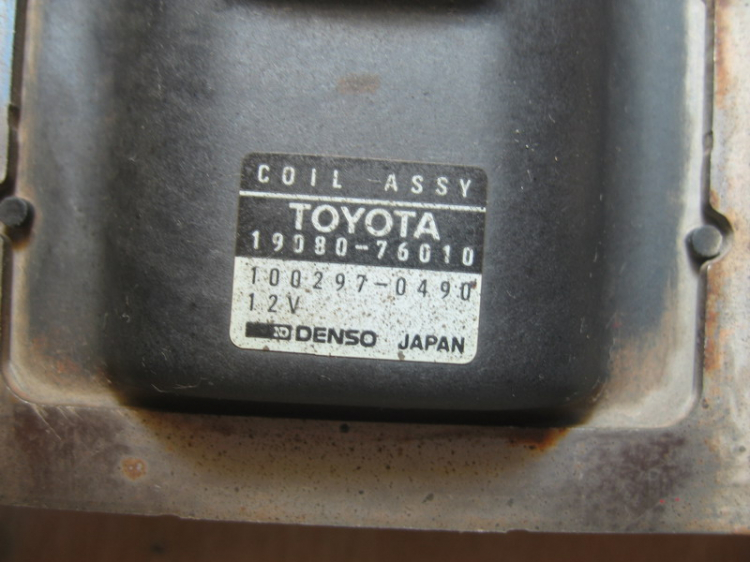 COIL ASSY
TOYOTA
19080-76010
100297-0490
12V
DENSO JAPAN